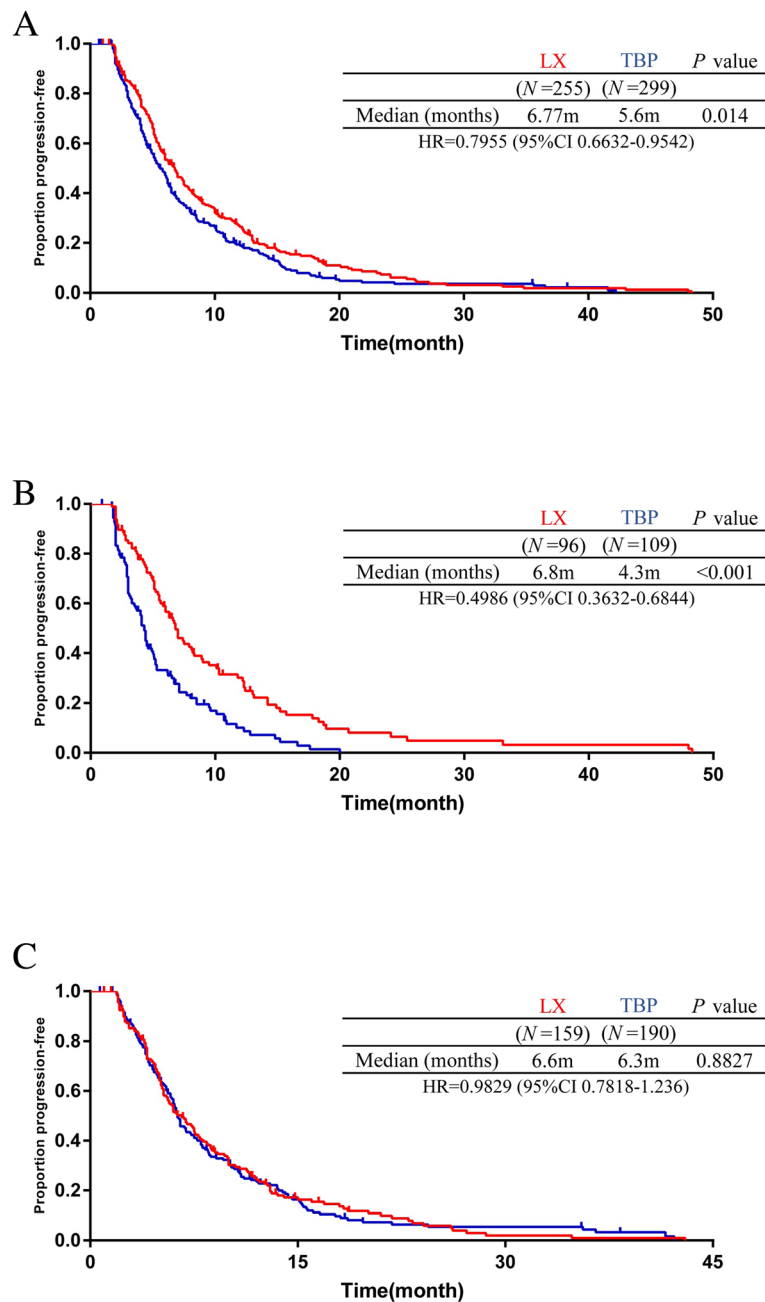 A
Proportion progression-free
1.0
0.8
0.6
0.4
0.2
0.0
0 10 20 30 40 50
Time(month)
LX TBP P value
(N=255) (N=299)
Median (months) 6.77m 5.6m 0.014
HR=0.7955 (95%CI 0.6632-0.9542)
B
Proportion progression-free
1.0
0.8
0.6
0.4
0.2
0.0
0 10 20 30 40 50
Time(month)
LX TBP P value
(N=96) (N=109)
Median (months) 6.8m 4.3m <0.001
HR=0.4986 (95%CI 0.3632-0.6844)
C
Proportion progression-free
1.0
0.8
0.6
0.4
0.2
0.0
0 15 30 45
Time(month)
LX TBP P value
(N=159) (N=190)
Median (months) 6.6m 6.3m 0.8827
HR=0.9829 (95%CI 0.7818-1.236)